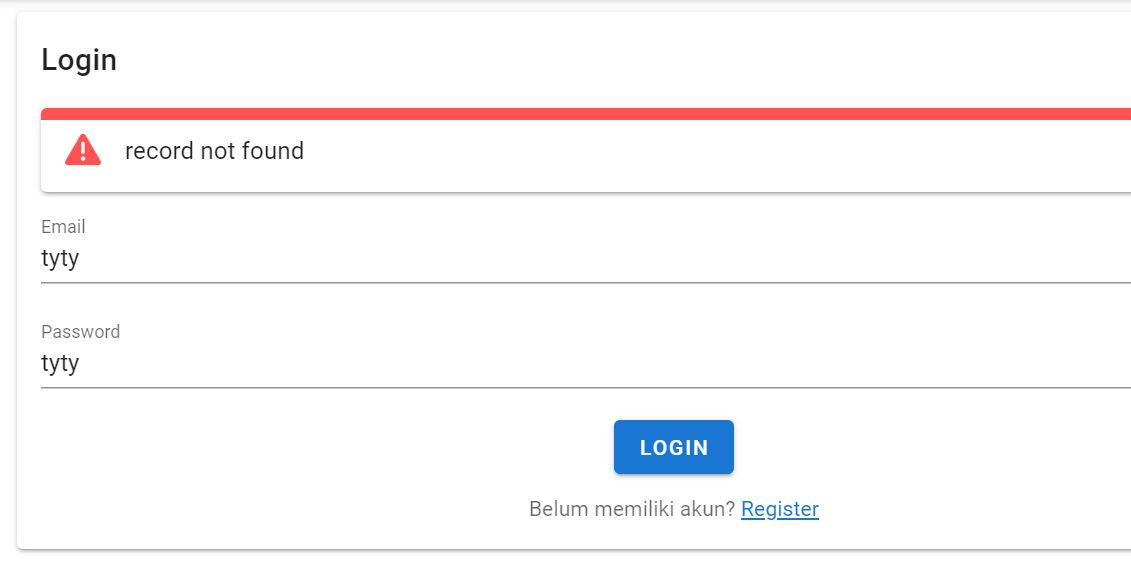 Login
record not found
Email
tyty
Password
tyty
LOGIN
Belum memiliki akun? Register